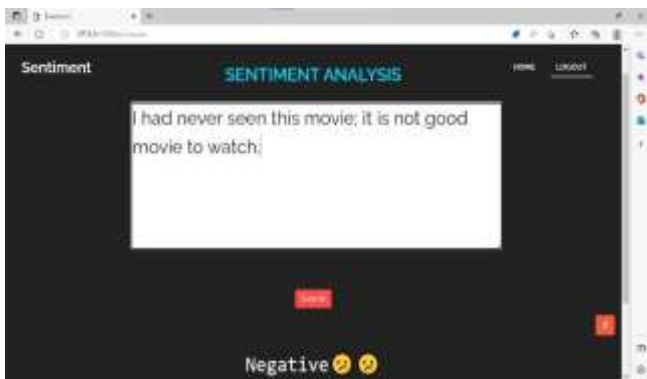 Sentiment
SENTIMENT ANALYSIS
HOME LOGOUT
I had never seen this movie; it is not good
movie to watch.
Submit
Negative